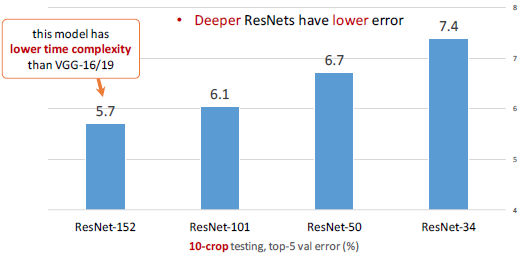 • Deeper ResNets have lower error
this model has
lower time complexity
than VGG-16/19
5.7
6.1
6.7
7.4
8
7
6
5
4
ResNet-152
ResNet-101
ResNet-50
ResNet-34
10-crop testing, top-5 val error (%)